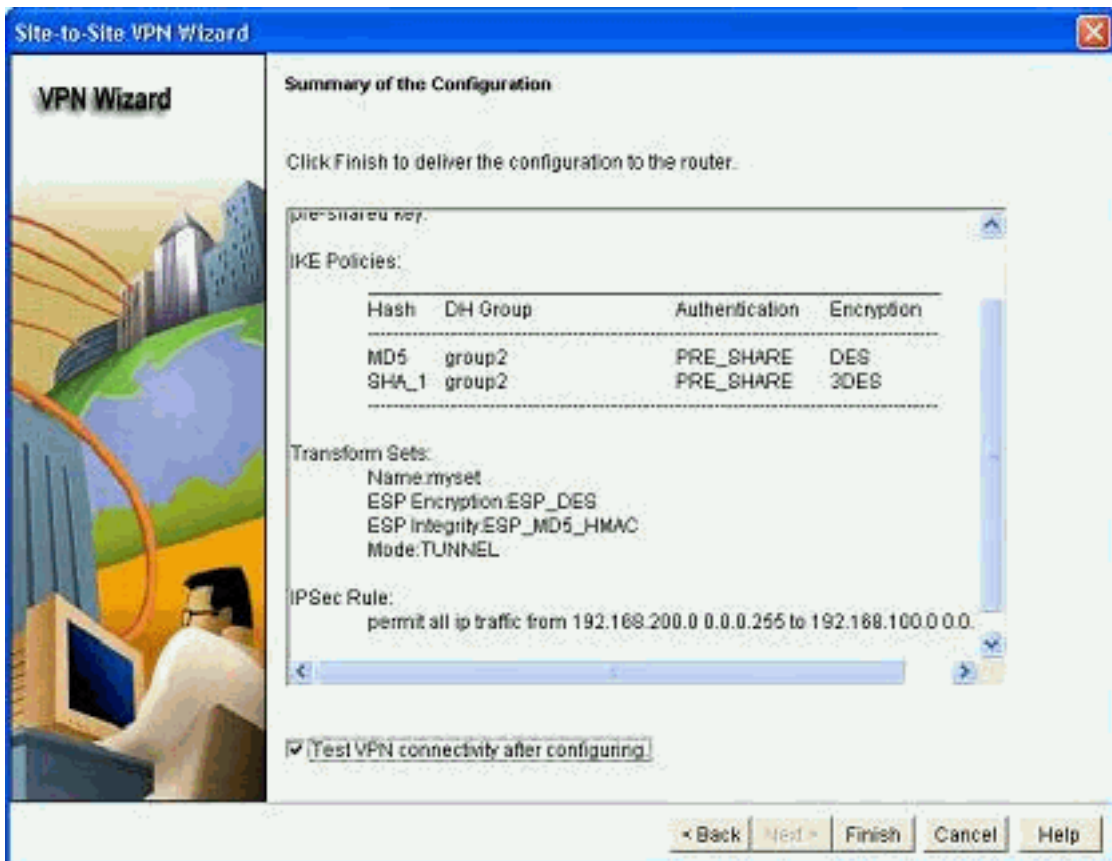 Site-to-Site VPN Wizard
VPN Wizard
Summary of the Configuration
Click Finish to deliver the configuration to the router.
pre-shared key.
IKE Policies:
Hash DH Group Authentication Encryption
MD5 group2 PRE_SHARE DES
SHA_1 group2 PRE_SHARE 3DES
Transform Sets:
Name:myset
ESP Encryption:ESP_DES
ESP Integrity:ESP_MD5_HMAC
Mode:TUNNEL
IPSec Rule:
permit all ip traffic from 192.168.200.0 0.0.0.255 to 192.168.100.0 0.0.
Test VPN connectivity after configuring.
< Back Next > Finish Cancel Help